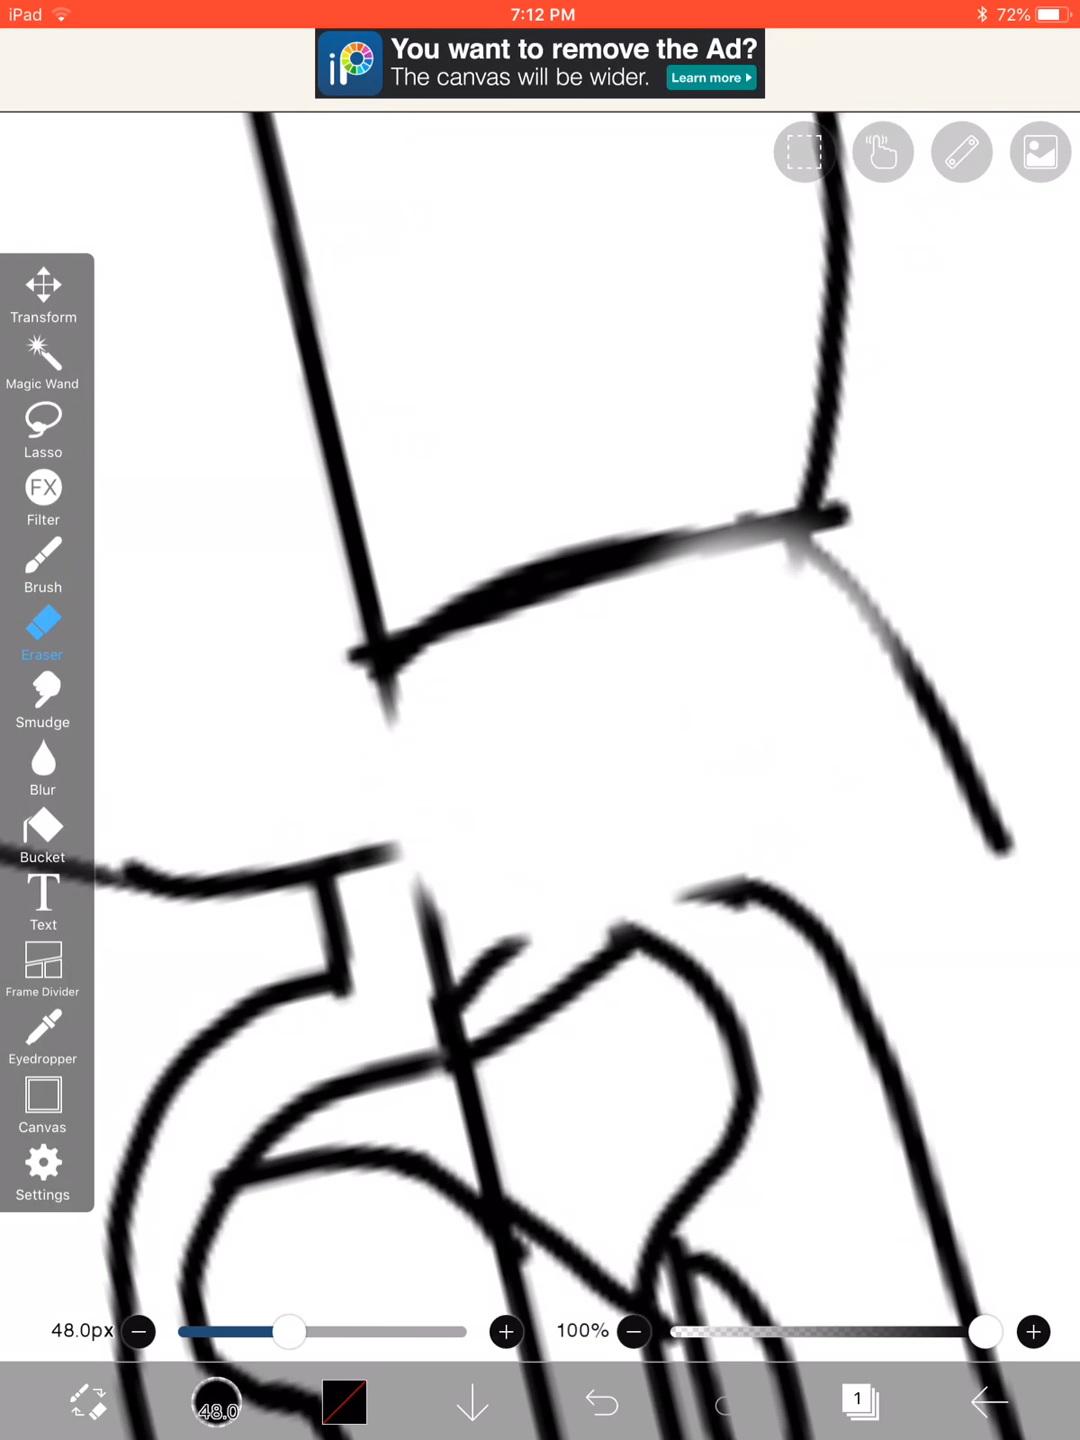 iPad
7:12 PM
72%
You want to remove the Ad?
The canvas will be wider.
Learn more
iP
Transform
Magic Wand
Lasso
FX
Filter
Brush
Eraser
Smudge
Blur
Bucket
T
Text
Frame Divider
Eyedropper
Canvas
Settings
48.0px
100%
48.0
1